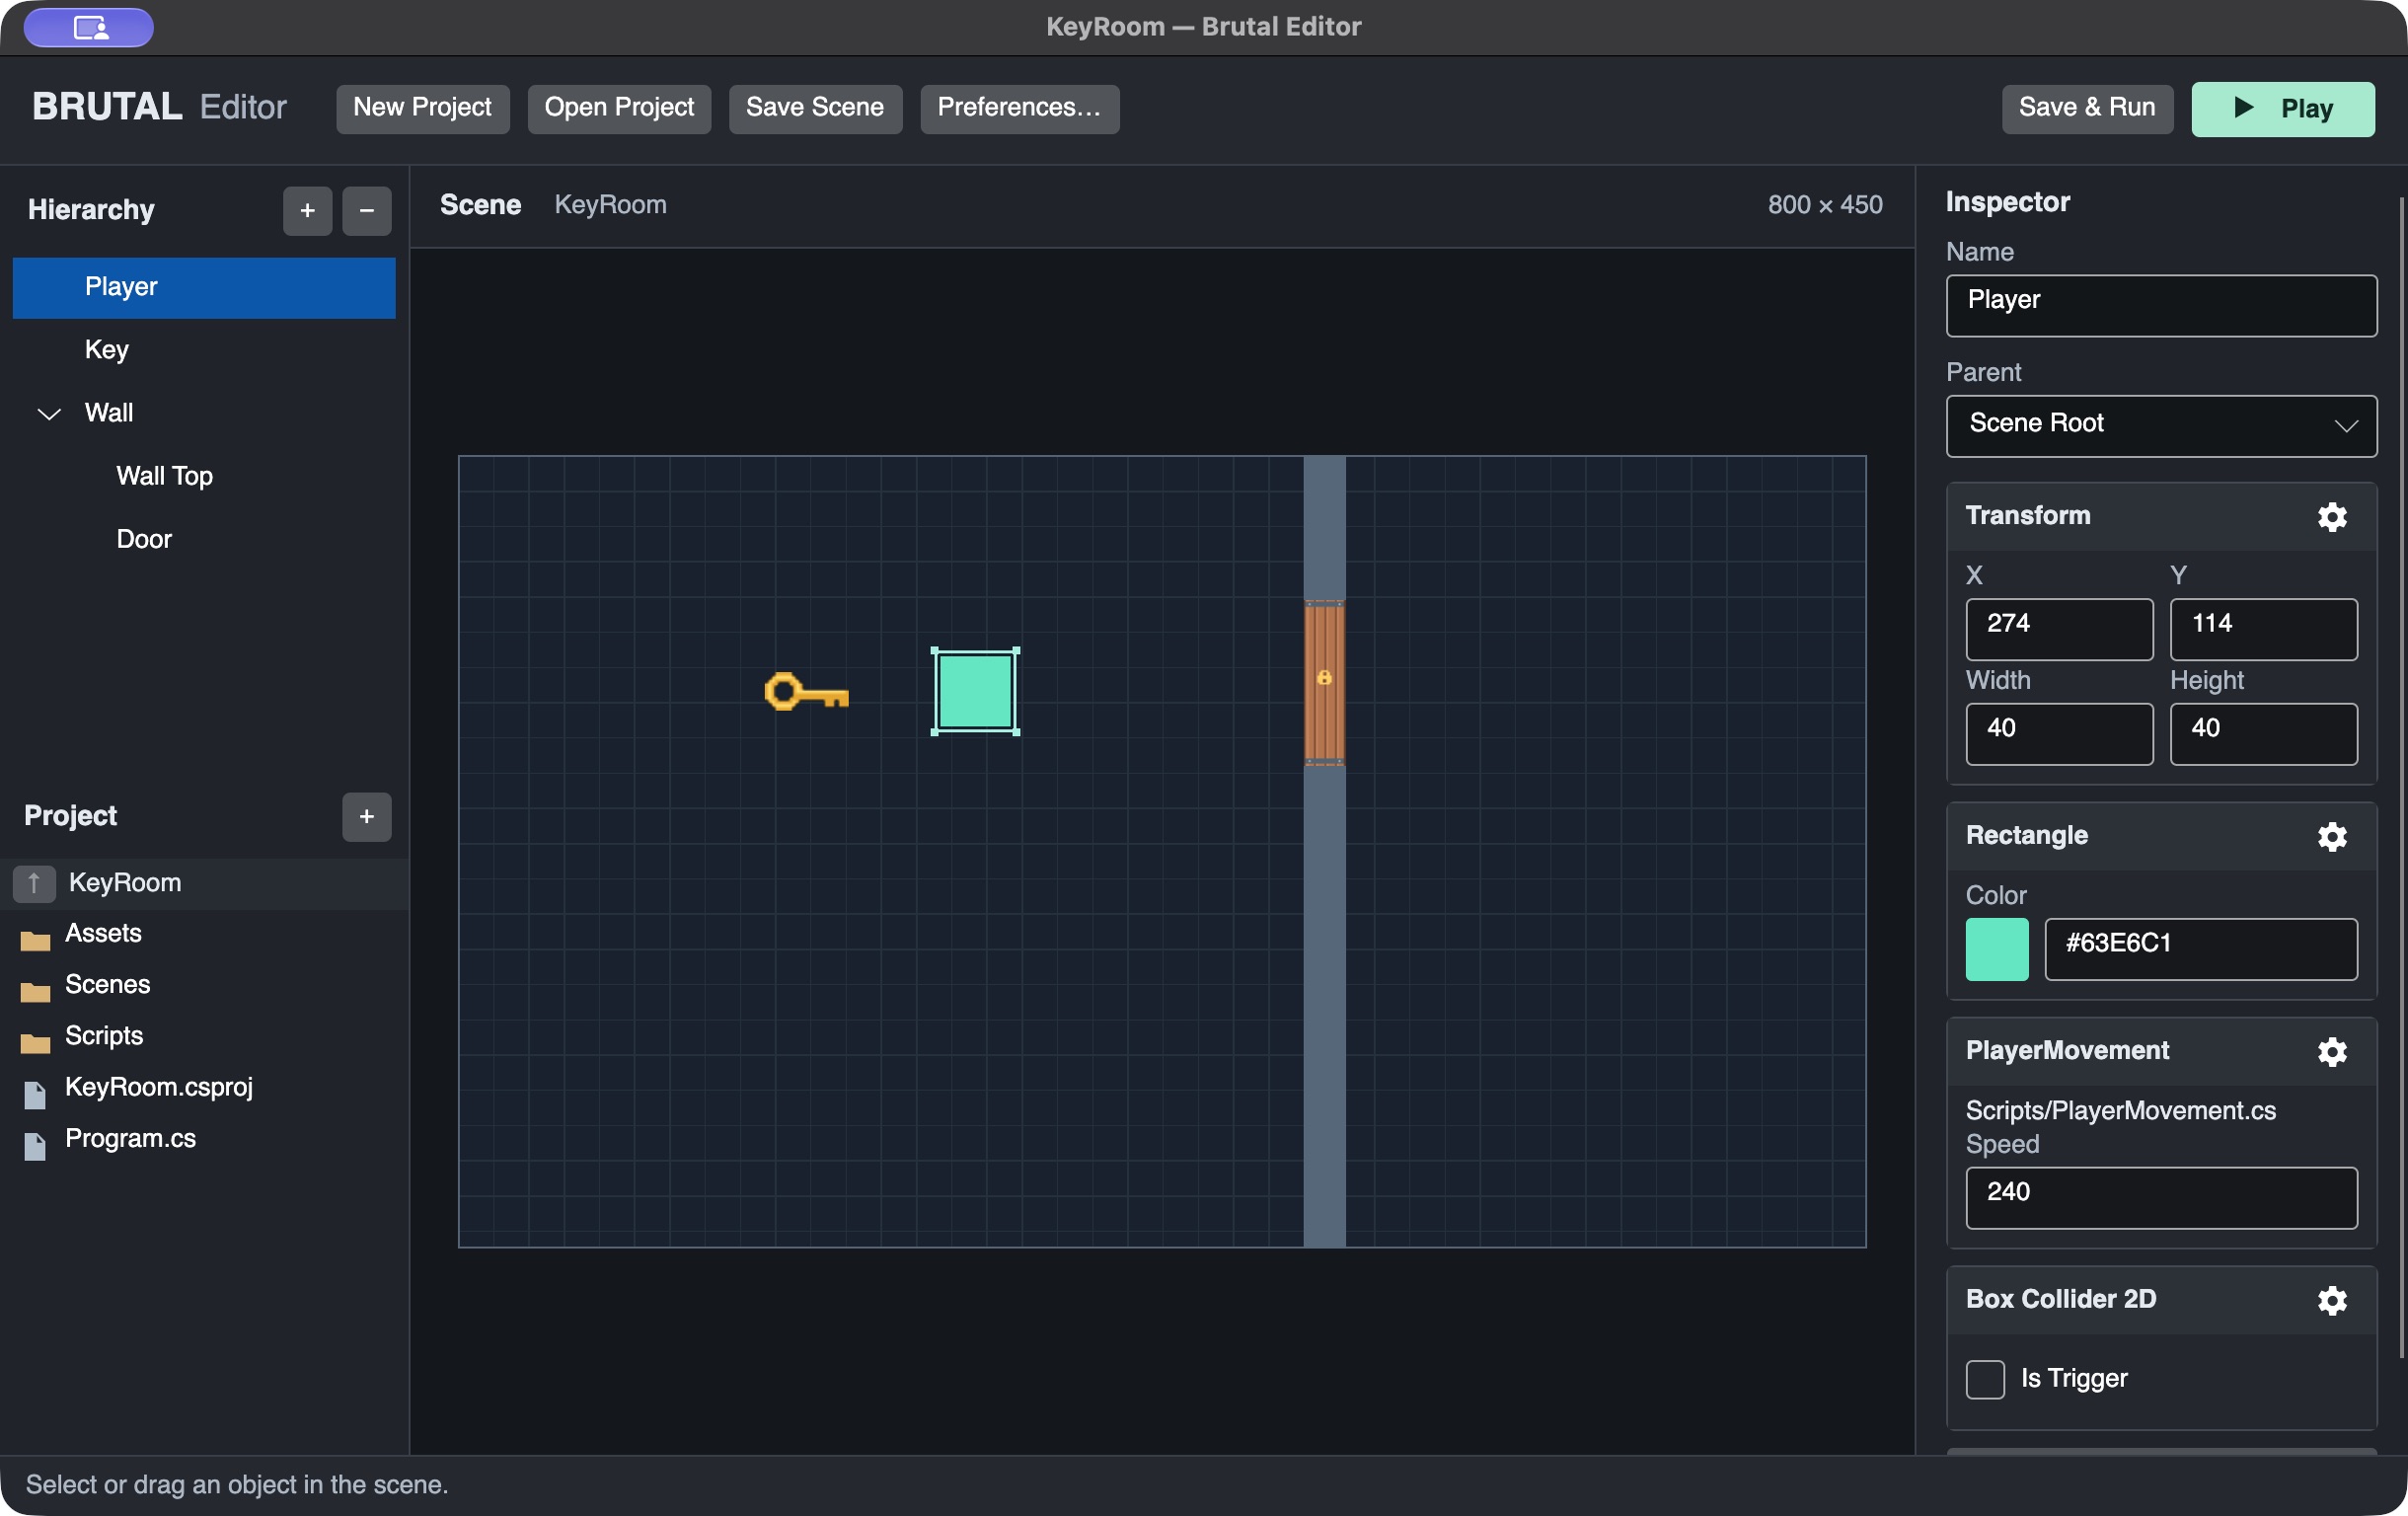 KeyRoom — Brutal Editor
BRUTAL Editor
New Project
Open Project
Save Scene
Preferences...
Save & Run
Play
Hierarchy
+
−
Player
Key
Wall
Wall Top
Door
Project
+
↑ KeyRoom
Assets
Scenes
Scripts
KeyRoom.csproj
Program.cs
Scene KeyRoom
800 × 450
Inspector
Name
Player
Parent
Scene Root
Transform
X Y
274 114
Width Height
40 40
Rectangle
Color
#63E6C1
PlayerMovement
Scripts/PlayerMovement.cs
Speed
240
Box Collider 2D
Is Trigger
Select or drag an object in the scene.